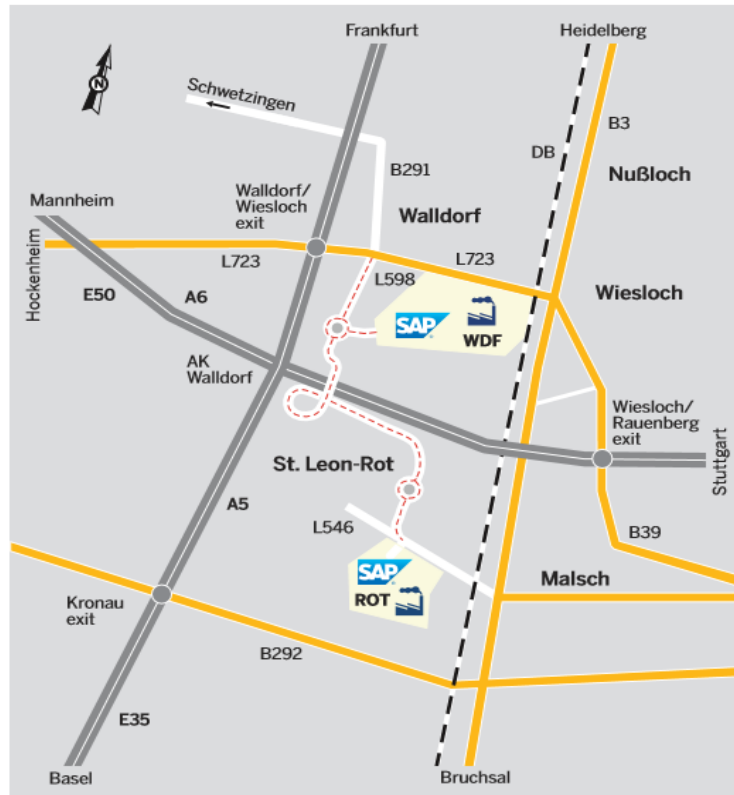 Frankfurt
Heidelberg
N
Schwetzingen
B3
DB
B291
Nußloch
Mannheim
Walldorf/
Wiesloch
exit
Walldorf
Hockenheim
L723
L598
L723
Wiesloch
E50
A6
SAP
WDF
AK
Walldorf
Wiesloch/
Rauenberg
exit
Stuttgart
St. Leon-Rot
A5
L546
B39
SAP
ROT
Malsch
Kronau
exit
B292
E35
Basel
Bruchsal